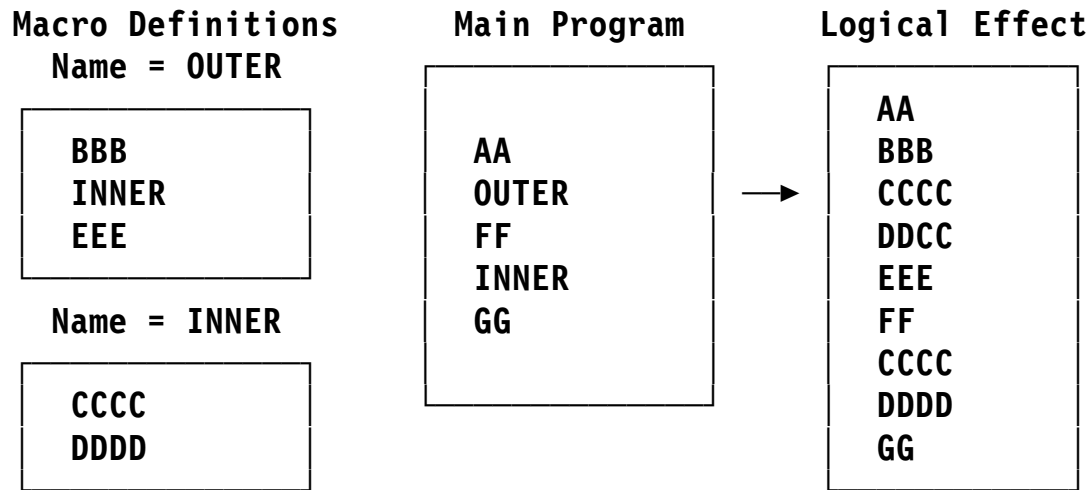 Macro Definitions
Name = OUTER
BBB
INNER
EEE
Name = INNER
CCCC
DDDD
Main Program
AA
OUTER
FF
INNER
GG
Logical Effect
AA
BBB
CCCC
DDCC
EEE
FF
CCCC
DDDD
GG